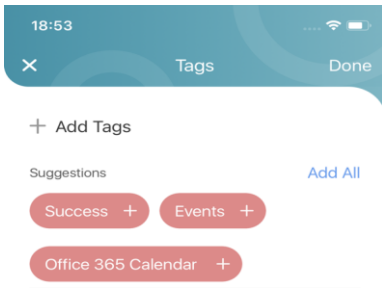 18:53
× Tags Done
+ Add Tags
Suggestions Add All
Success + Events +
Office 365 Calendar +